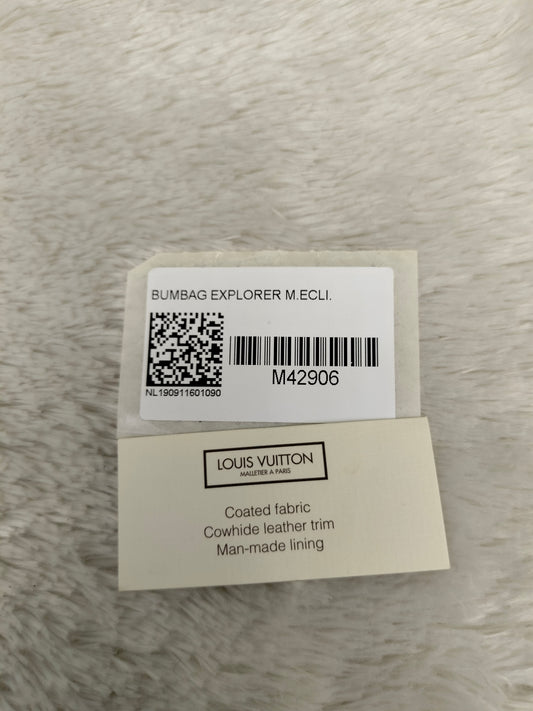 BUMBAG EXPLORER M.ECLI.
NL190911601090
M42906
LOUIS VUITTON
MALLETIER A PARIS
Coated fabric
Cowhide leather trim
Man-made lining